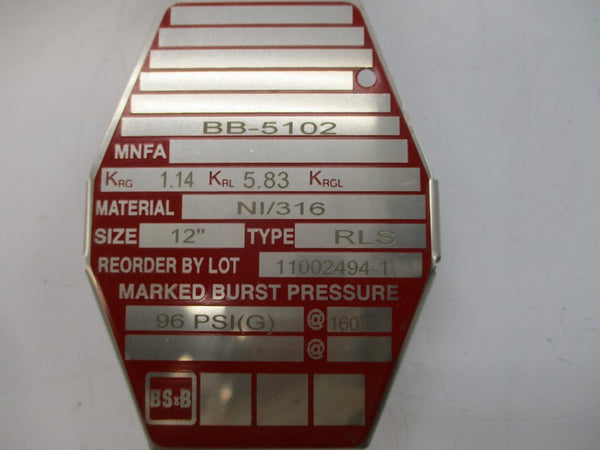 BB-5102
MNFA
KRG 1.14 KRL 5.83 KRGL
MATERIAL NI/316
SIZE 12" TYPE RLS
REORDER BY LOT 11002494-1
MARKED BURST PRESSURE
96 PSI(G) @ 160
@
BS&B